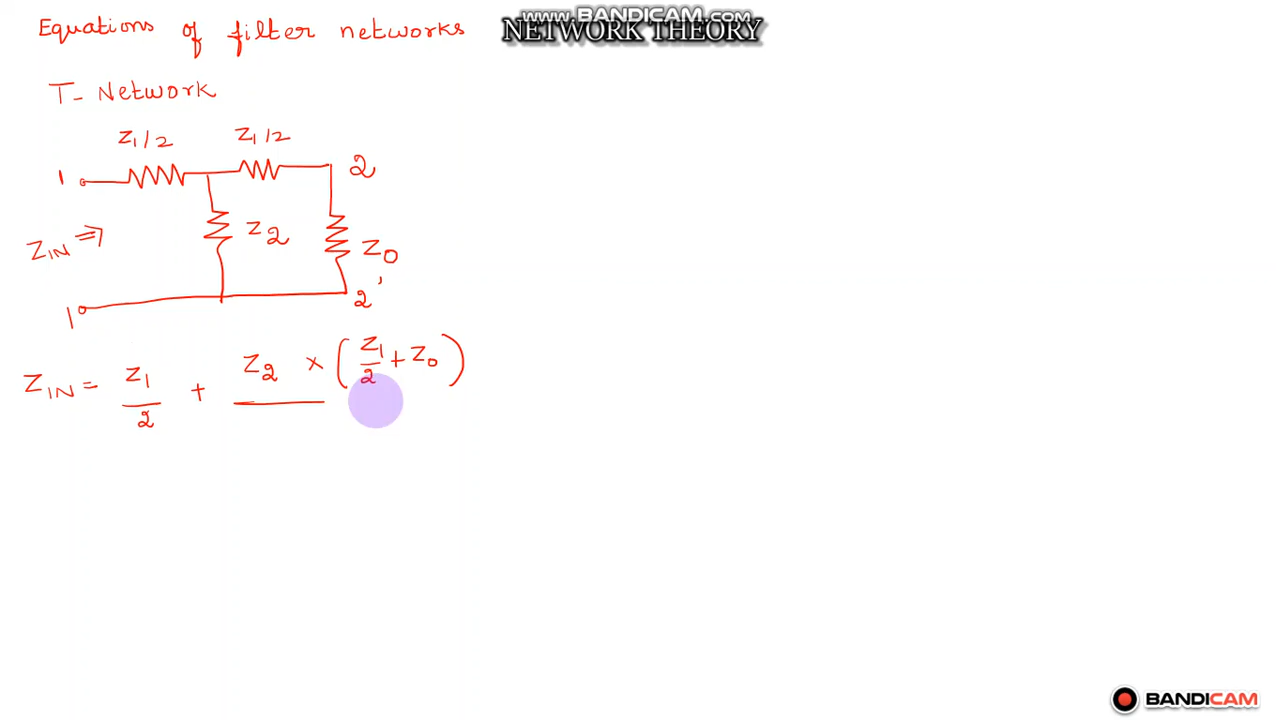 www.BANDICAM.com
NETWORK THEORY
Equations of filter networks
T- Network
Z1/2 Z1/2
1 2
ZIN ⇒ Z2 Z0
1 2'
ZIN = Z1/2 + Z2 × (Z1/2 + Z0)
BANDICAM